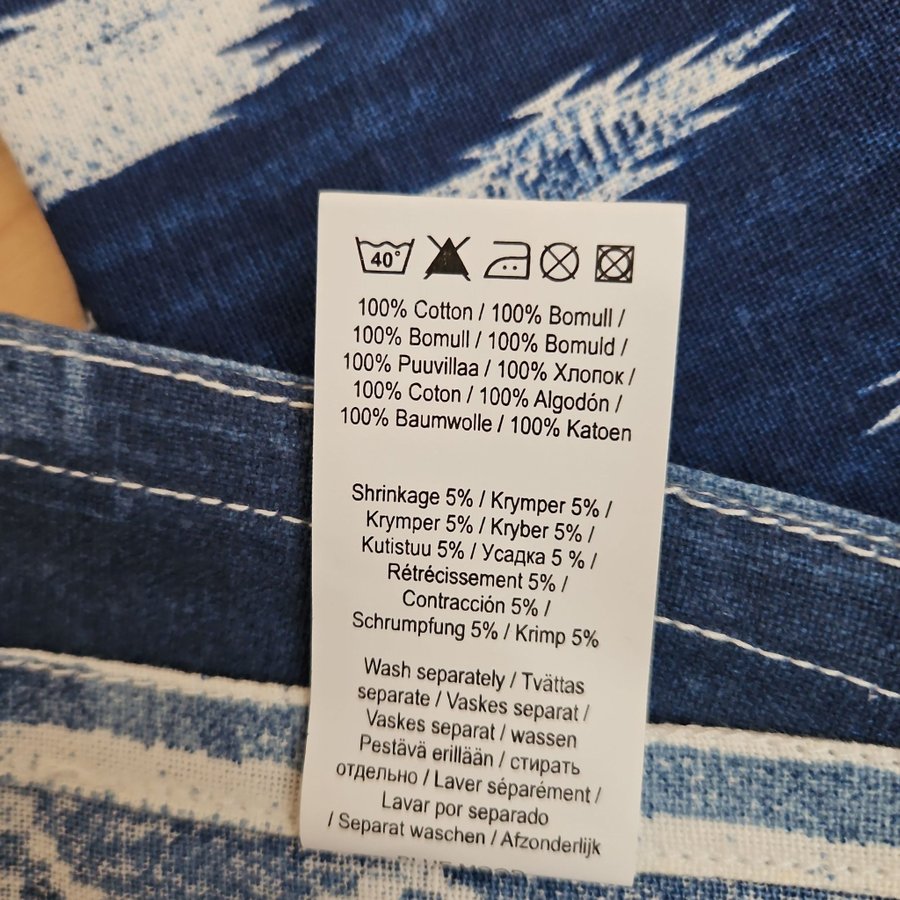 40°
100% Cotton / 100% Bomull /
100% Bomull / 100% Bomuld /
100% Puuvillaa / 100% Хлопок /
100% Coton / 100% Algodón /
100% Baumwolle / 100% Katoen
Shrinkage 5% / Krymper 5% /
Krymper 5% / Kryber 5% /
Kutistuu 5% / Усадка 5 % /
Rétrécissement 5% /
Contracción 5% /
Schrumpfung 5% / Krimp 5%
Wash separately / Tvättas
separate / Vaskes separat /
Vaskes separat / wassen
Pestävä erillään / стирать
отдельно / Laver séparément /
Lavar por separado
/ Separat waschen / Afzonderlijk